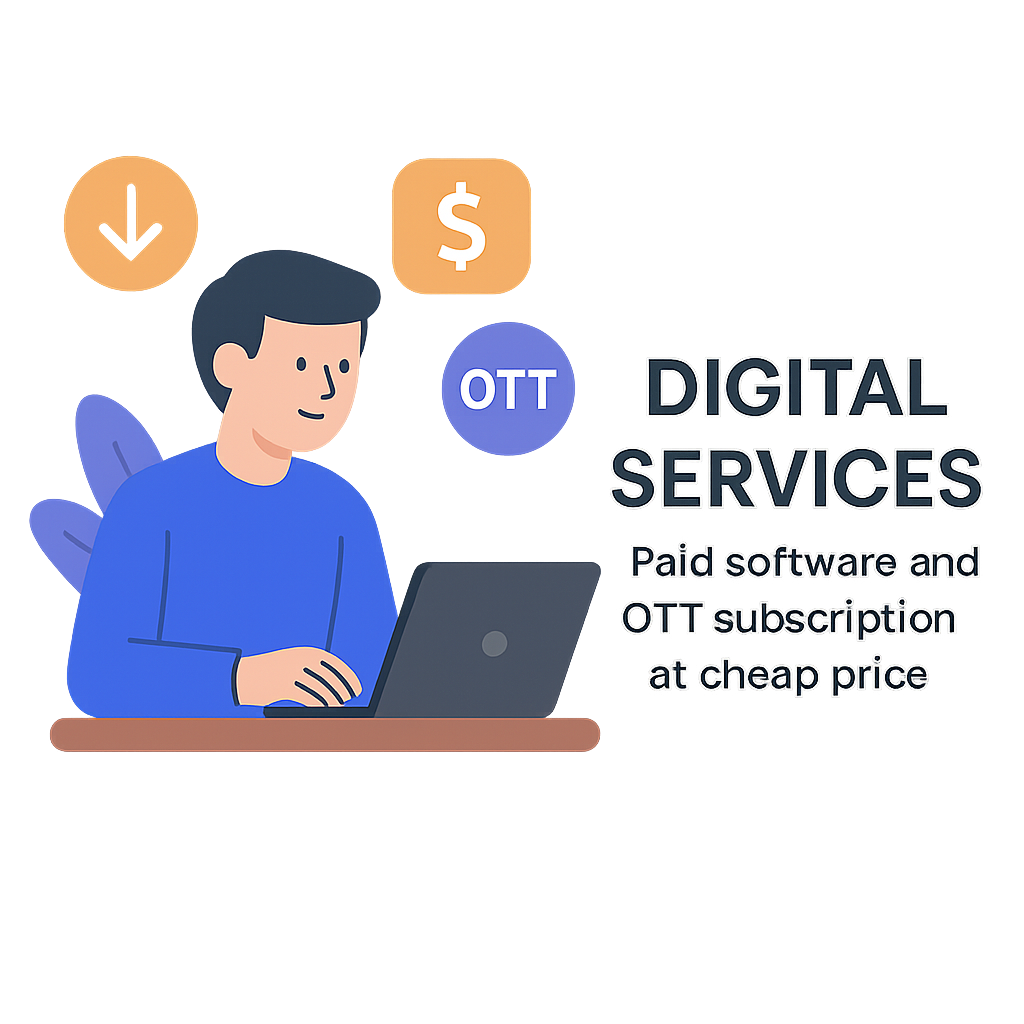 $
OTT
DIGITAL
SERVICES
Paid software and
OTT subscription
at cheap price